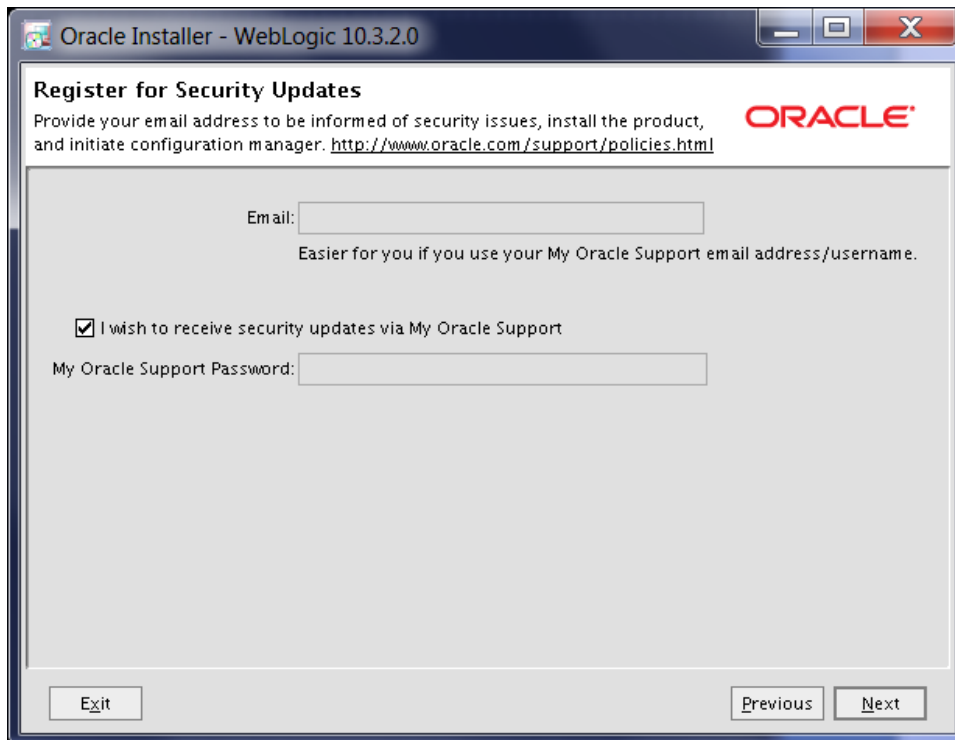 Oracle Installer - WebLogic 10.3.2.0
Register for Security Updates
Provide your email address to be informed of security issues, install the product,
and initiate configuration manager. http://www.oracle.com/support/policies.html
ORACLE
Email:
Easier for you if you use your My Oracle Support email address/username.
I wish to receive security updates via My Oracle Support
My Oracle Support Password:
Exit
Previous
Next